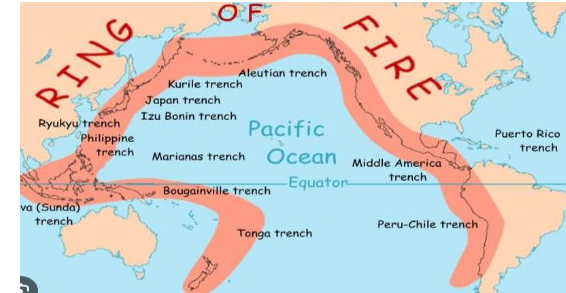 RING OF FIRE
Aleutian trench
Kurile trench
Japan trench
Izu Bonin trench
Ryukyu trench
Philippine
trench
Marianas trench
Pacific
Ocean
Puerto Rico
trench
Middle America
trench
Equator
Bougainville trench
va (Sunda)
trench
Tonga trench
Peru-Chile trench